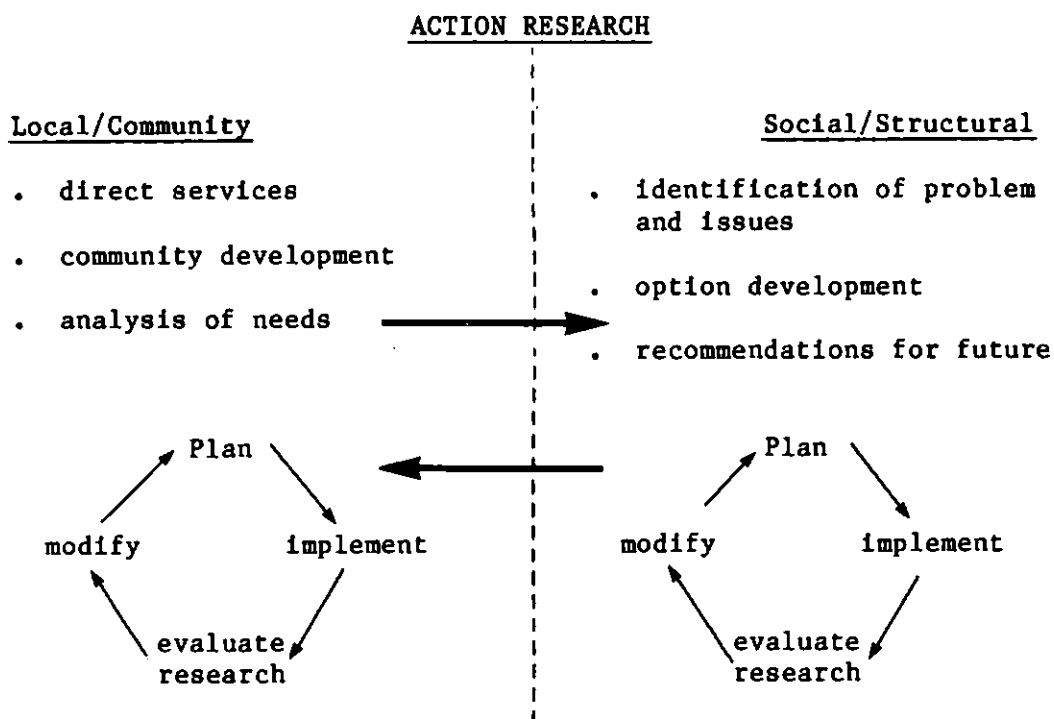 ACTION RESEARCH
Local/Community
. direct services
. community development
. analysis of needs
Social/Structural
. identification of problem
and issues
. option development
. recommendations for future
Plan
implement
evaluate
research
modify
Plan
implement
evaluate
research
modify